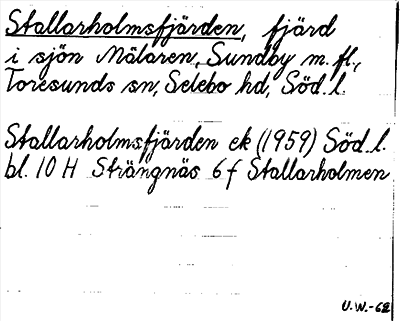 Stallarholmsfjärden, fjärd
i sjön Mälaren, Sundby m. fl.,
Toresunds sn, Selebo hd, Söd. l.
Stallarholmsfjärden ek (1959) Söd. l.
bl. 10 H Strängnäs 6 f Stallarholmen
U.W.-62